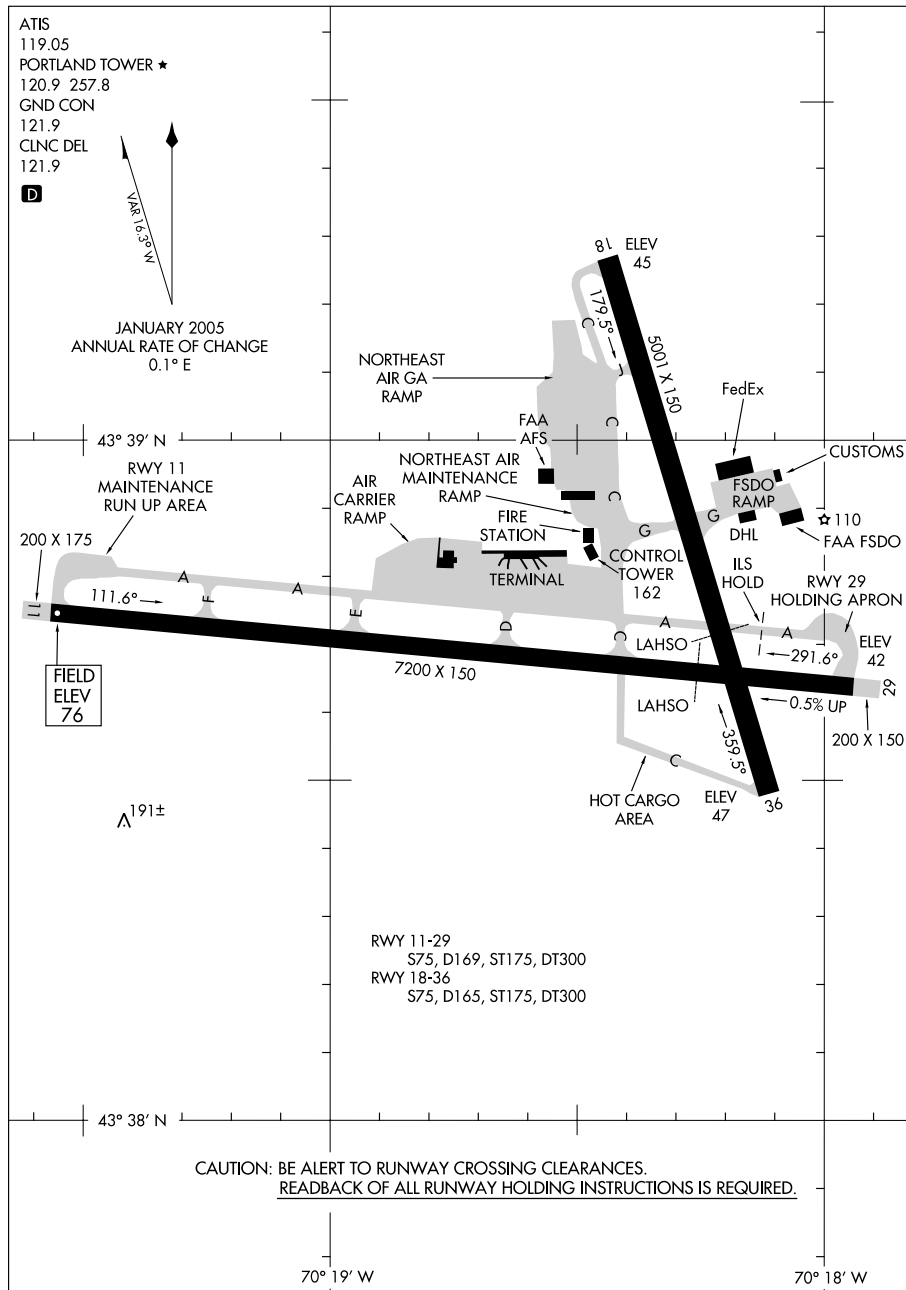 ATIS
119.05
PORTLAND TOWER ★
120.9 257.8
GND CON
121.9
CLNC DEL
121.9
D
VAR 16.3° W
JANUARY 2005
ANNUAL RATE OF CHANGE
0.1° E
18
ELEV
45
179.5°
C
J
5001 X 150
NORTHEAST
AIR GA
RAMP
C
FedEx
43° 39' N
FAA
AFS
CUSTOMS
RWY 11
MAINTENANCE
RUN UP AREA
AIR
CARRIER
RAMP
NORTHEAST AIR
MAINTENANCE
RAMP
C
FSDO
RAMP
G
G
DHL
110
FAA FSDO
200 X 175
FIRE
STATION
TERMINAL
CONTROL
TOWER
162
ILS
HOLD
RWY 29
HOLDING APRON
A
A
11
111.6°
F
E
D
C
A
A
LAHSO
291.6°
ELEV
42
FIELD
ELEV
76
7200 X 150
LAHSO
0.5% UP
29
200 X 150
359.5°
C
HOT CARGO
AREA
ELEV
47
36
191±
RWY 11-29
S75, D169, ST175, DT300
RWY 18-36
S75, D165, ST175, DT300
43° 38' N
CAUTION: BE ALERT TO RUNWAY CROSSING CLEARANCES.
READBACK OF ALL RUNWAY HOLDING INSTRUCTIONS IS REQUIRED.
70° 19' W
70° 18' W